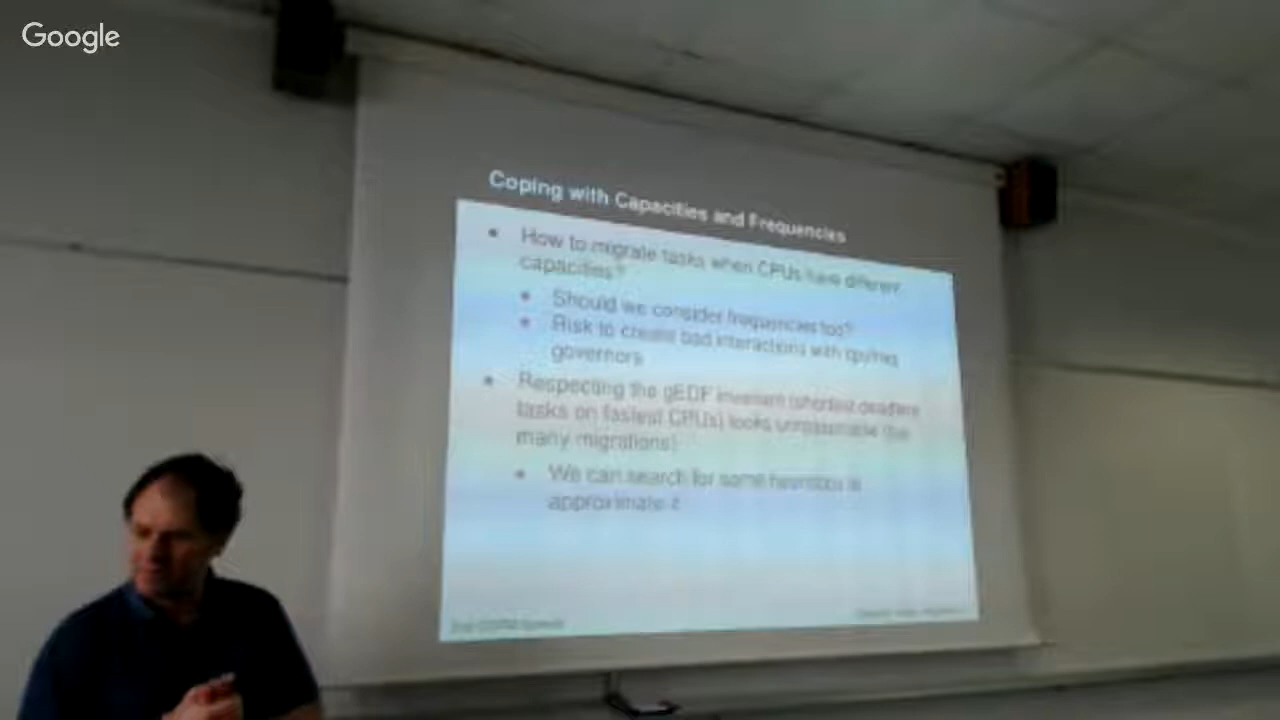 Google
Coping with Capacities and Frequencies
How to migrate tasks when CPUs have different
capacities?
Should we consider frequencies too?
Risk to create bad interactions with cpufreq
governors
Respecting the gEDF invariant (shortest deadline
tasks on fastest CPUs) looks unreasonable (too
many migrations)
We can search for some heuristics to
approximate it